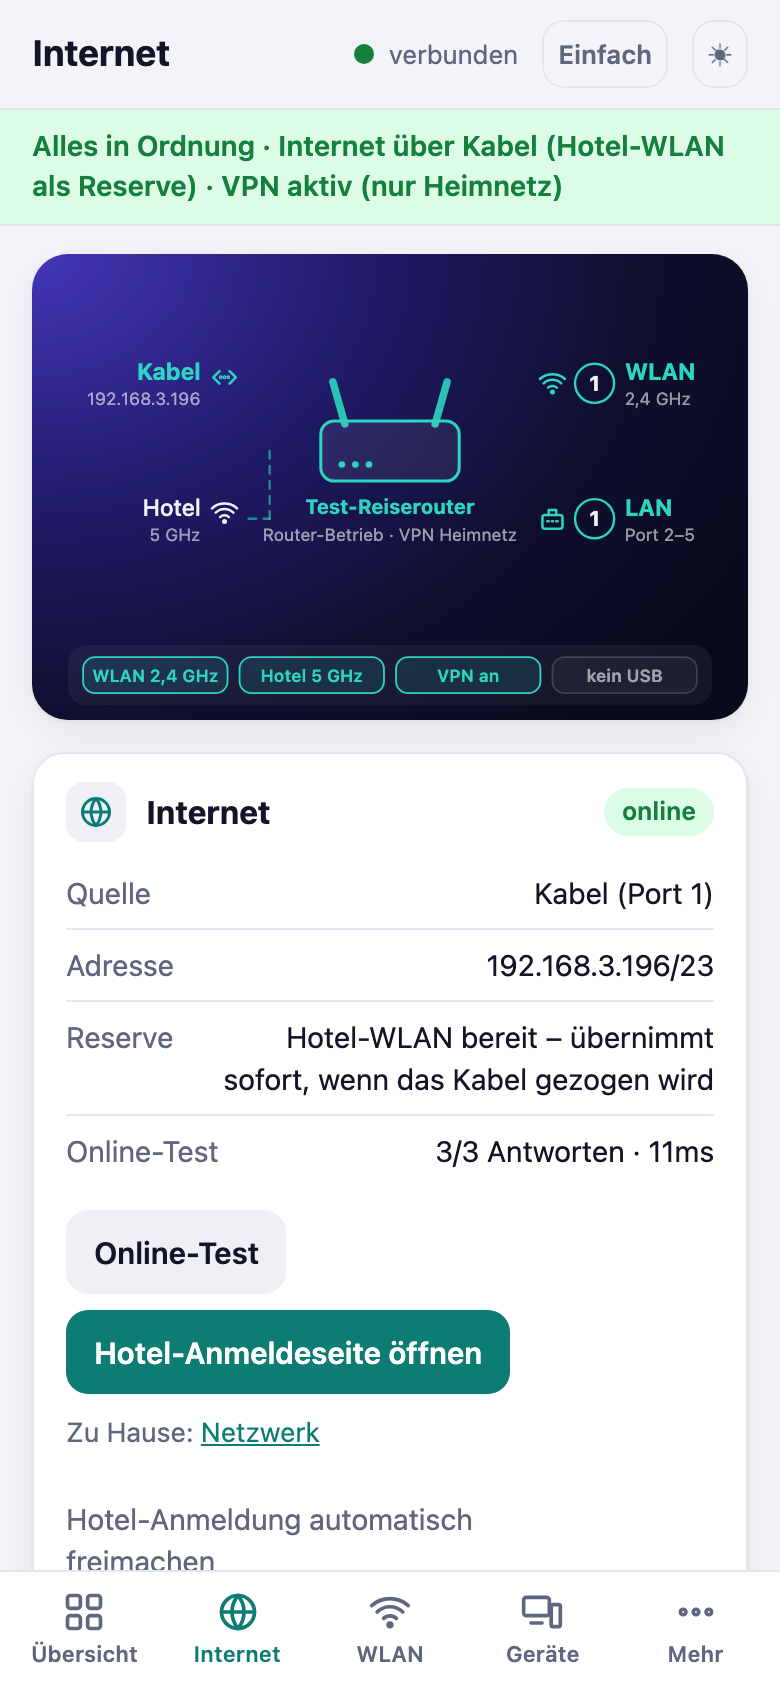 Internet
verbunden
Einfach
Alles in Ordnung · Internet über Kabel (Hotel-WLAN
als Reserve) · VPN aktiv (nur Heimnetz)
Kabel
192.168.3.196
1
WLAN
2,4 GHz
Hotel
5 GHz
Test-Reiserouter
Router-Betrieb · VPN Heimnetz
1
LAN
Port 2–5
WLAN 2,4 GHz
Hotel 5 GHz
VPN an
kein USB
Internet
online
Quelle
Kabel (Port 1)
Adresse
192.168.3.196/23
Reserve
Hotel-WLAN bereit – übernimmt
sofort, wenn das Kabel gezogen wird
Online-Test
3/3 Antworten · 11ms
Online-Test
Hotel-Anmeldeseite öffnen
Zu Hause: Netzwerk
Hotel-Anmeldung automatisch
freimachen
Übersicht
Internet
WLAN
Geräte
Mehr